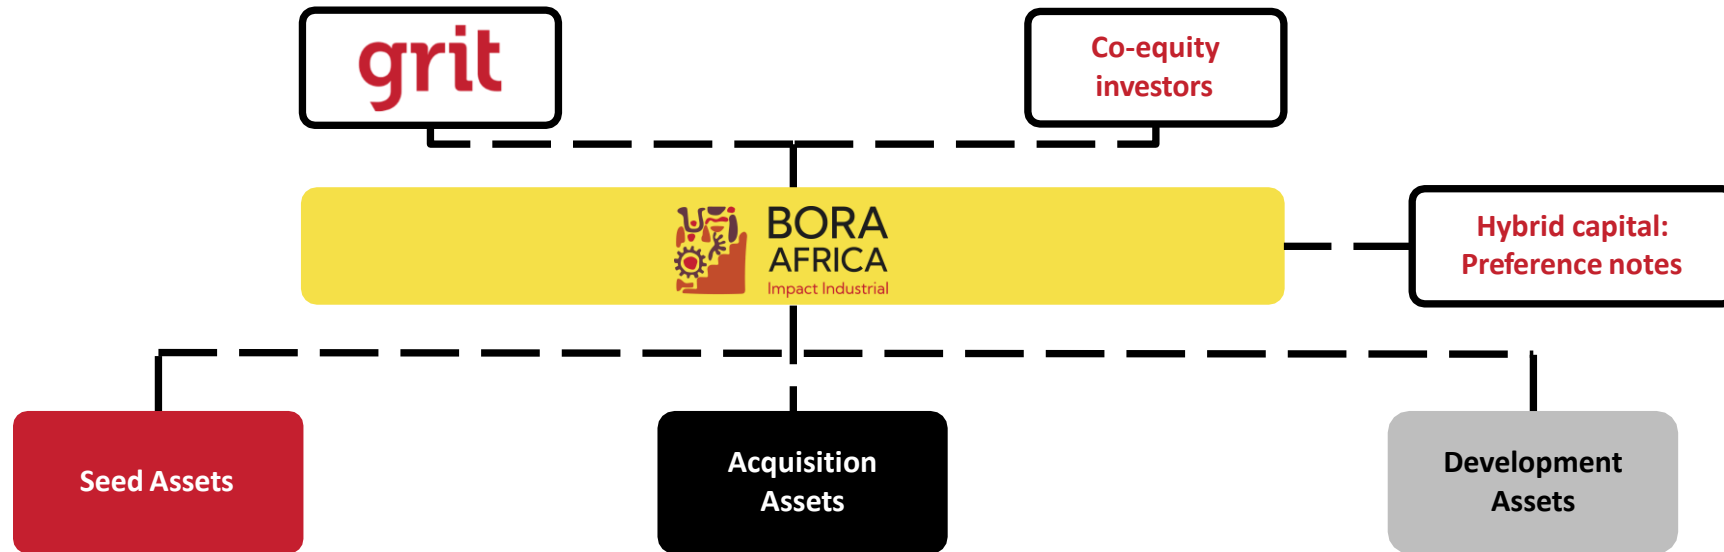 grit
Co-equity
investors
BORA
AFRICA
Impact Industrial
Hybrid capital:
Preference notes
Seed Assets
Acquisition
Assets
Development
Assets